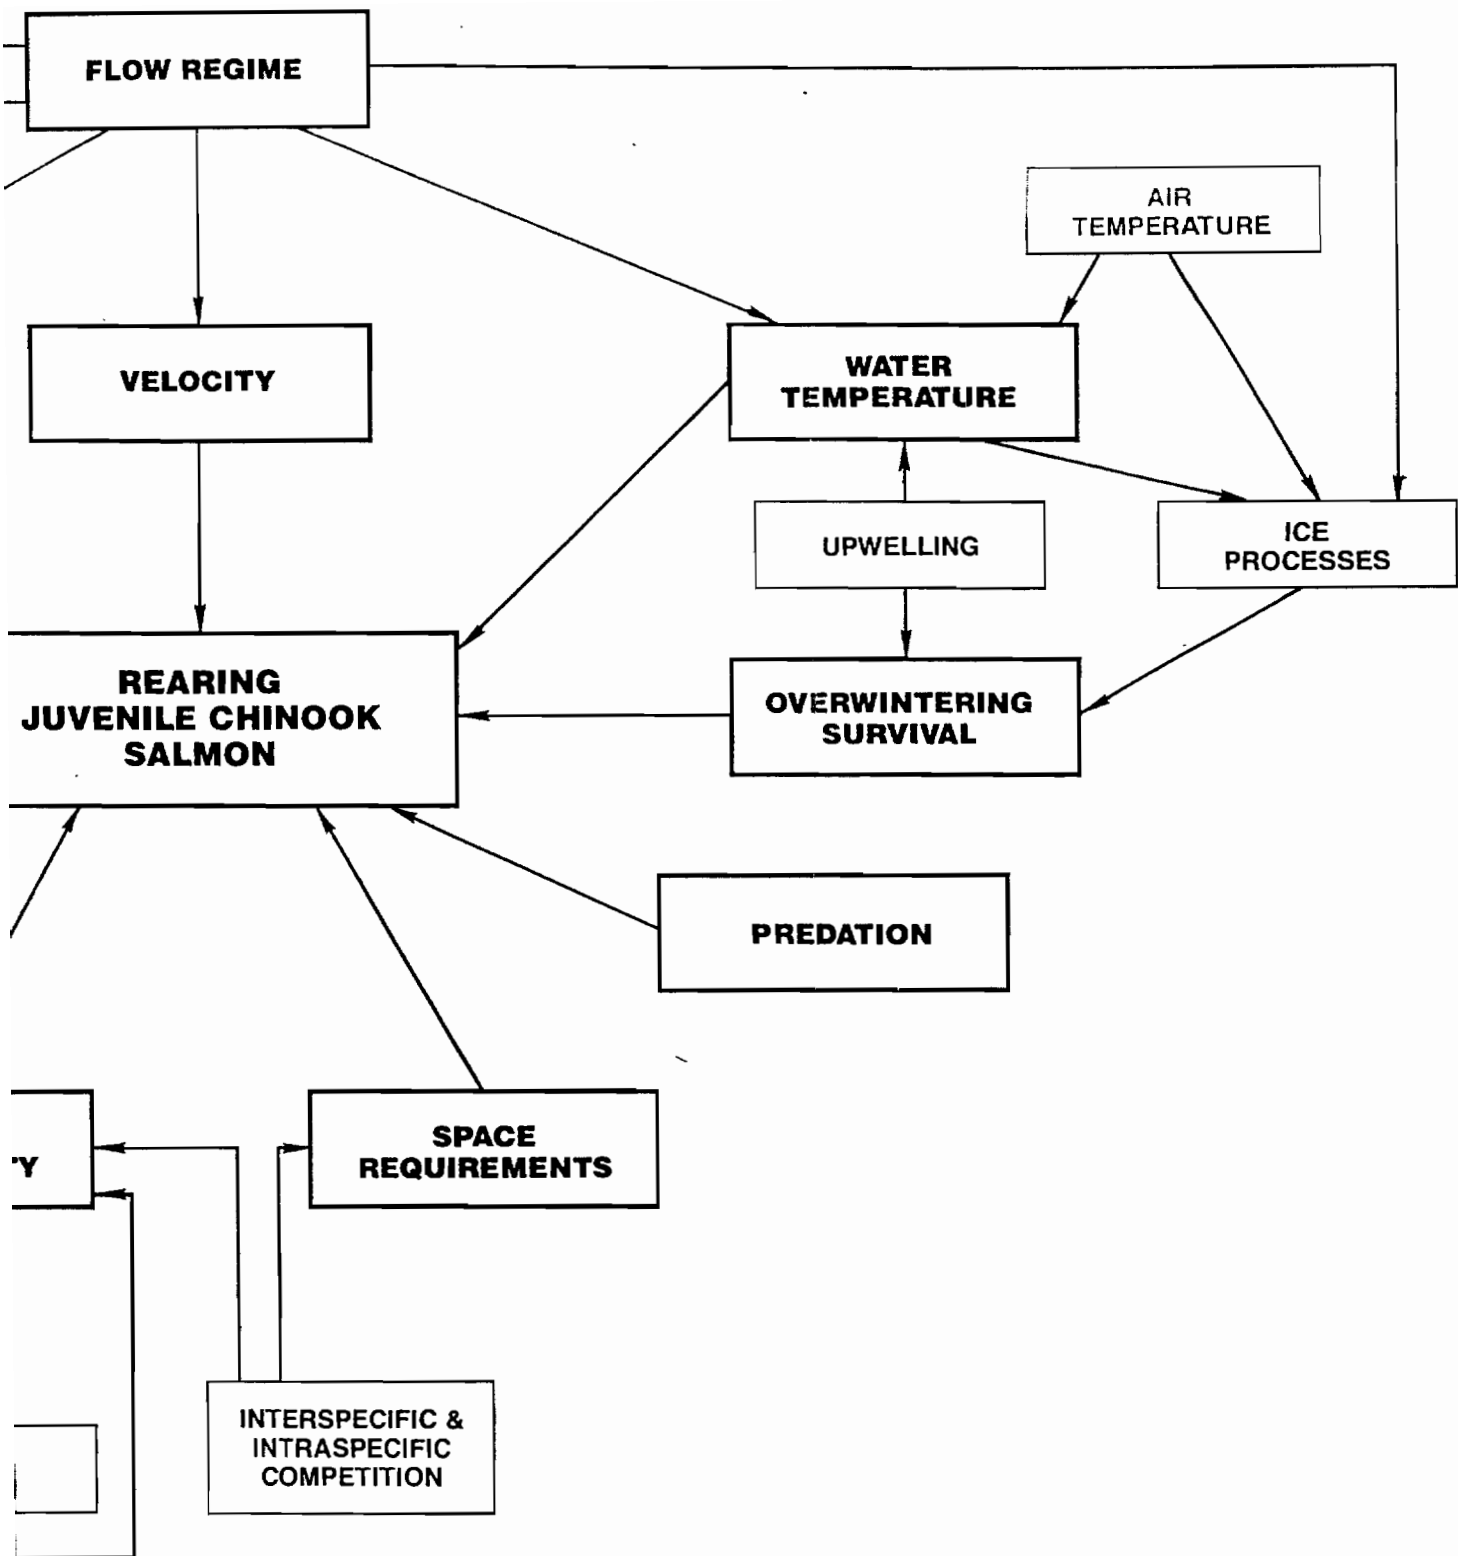 FLOW REGIME
AIR
TEMPERATURE
VELOCITY
WATER
TEMPERATURE
UPWELLING
ICE
PROCESSES
REARING
JUVENILE CHINOOK
SALMON
OVERWINTERING
SURVIVAL
PREDATION
TY
SPACE
REQUIREMENTS
INTERSPECIFIC &
INTRASPECIFIC
COMPETITION